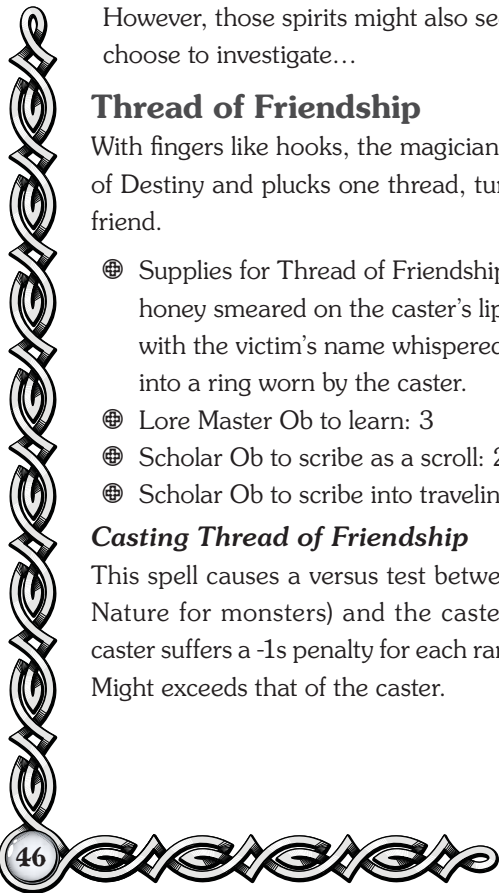 However, those spirits might also se
choose to investigate…
Thread of Friendship
With fingers like hooks, the magician
of Destiny and plucks one thread, tur
friend.
Supplies for Thread of Friendship
honey smeared on the caster's lip
with the victim's name whispered
into a ring worn by the caster.
Lore Master Ob to learn: 3
Scholar Ob to scribe as a scroll: 2
Scholar Ob to scribe into travelin
Casting Thread of Friendship
This spell causes a versus test betwe
Nature for monsters) and the caste
caster suffers a -1s penalty for each ran
Might exceeds that of the caster.
46